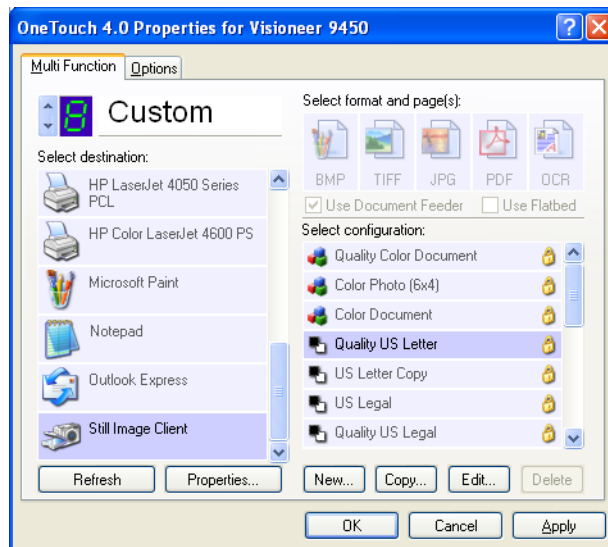 OneTouch 4.0 Properties for Visioneer 9450
Multi Function
Options
8
Custom
Select destination:
HP LaserJet 4050 Series
PCL
HP Color LaserJet 4600 PS
Microsoft Paint
Notepad
Outlook Express
Still Image Client
Refresh
Properties...
Select format and page(s):
BMP
TIFF
JPG
PDF
OCR
Use Document Feeder
Use Flatbed
Select configuration:
Quality Color Document
Color Photo (6x4)
Color Document
Quality US Letter
US Letter Copy
US Legal
Quality US Legal
New...
Copy...
Edit...
Delete
OK
Cancel
Apply